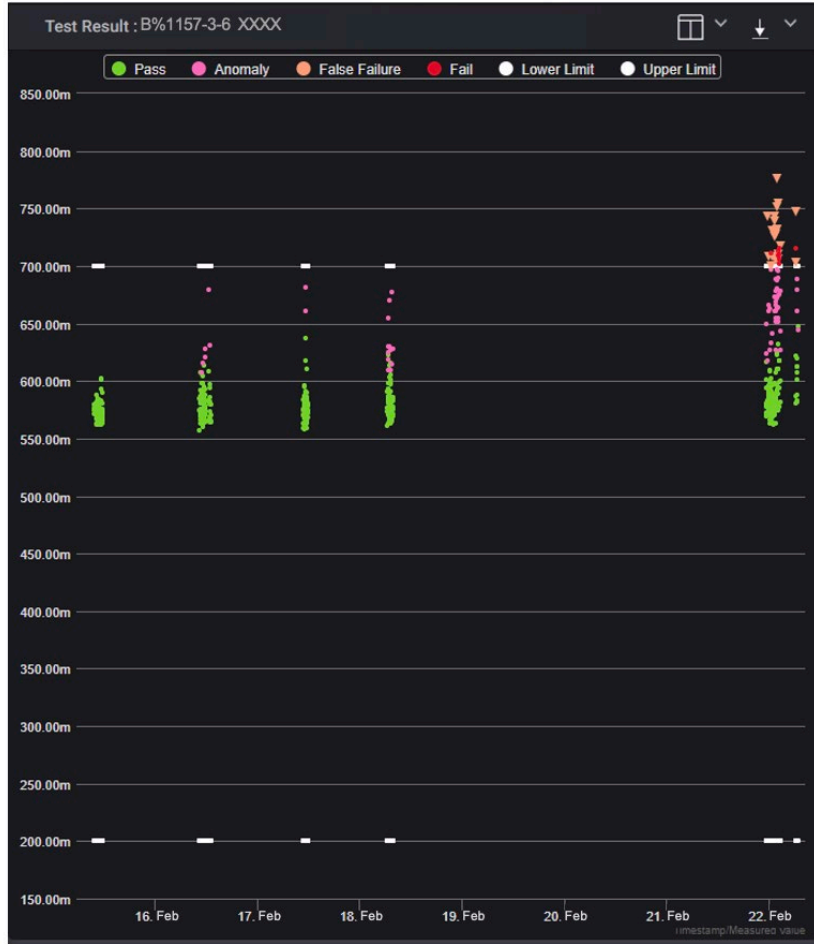 Test Result : B%1157-3-6 XXXX
Pass Anomaly False Failure Fail Lower Limit Upper Limit
850.00m
800.00m
750.00m
700.00m
650.00m
600.00m
550.00m
500.00m
450.00m
400.00m
350.00m
300.00m
250.00m
200.00m
150.00m
16. Feb 17. Feb 18. Feb 19. Feb 20. Feb 21. Feb 22. Feb
Timestamp/Measured value